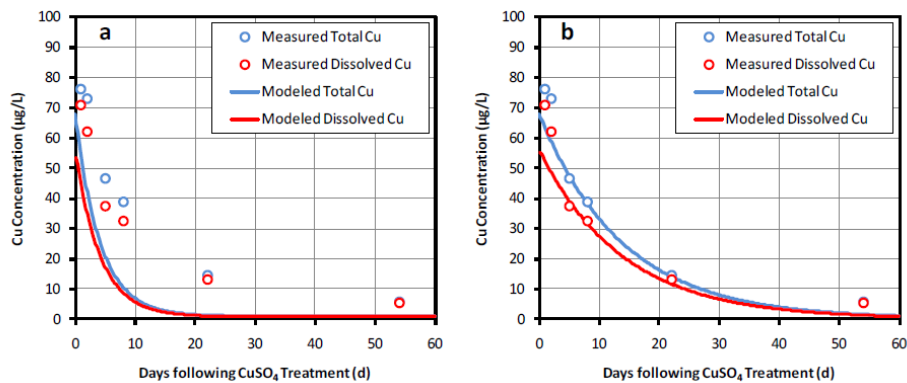 a
Measured Total Cu
Measured Dissolved Cu
Modeled Total Cu
Modeled Dissolved Cu
Cu Concentration (µg/L)
100
90
80
70
60
50
40
30
20
10
0
0 10 20 30 40 50 60
Days following CuSO₄ Treatment (d)
b
Measured Total Cu
Measured Dissolved Cu
Modeled Total Cu
Modeled Dissolved Cu
Cu Concentration (µg/L)
100
90
80
70
60
50
40
30
20
10
0
0 10 20 30 40 50 60
Days following CuSO₄ Treatment (d)